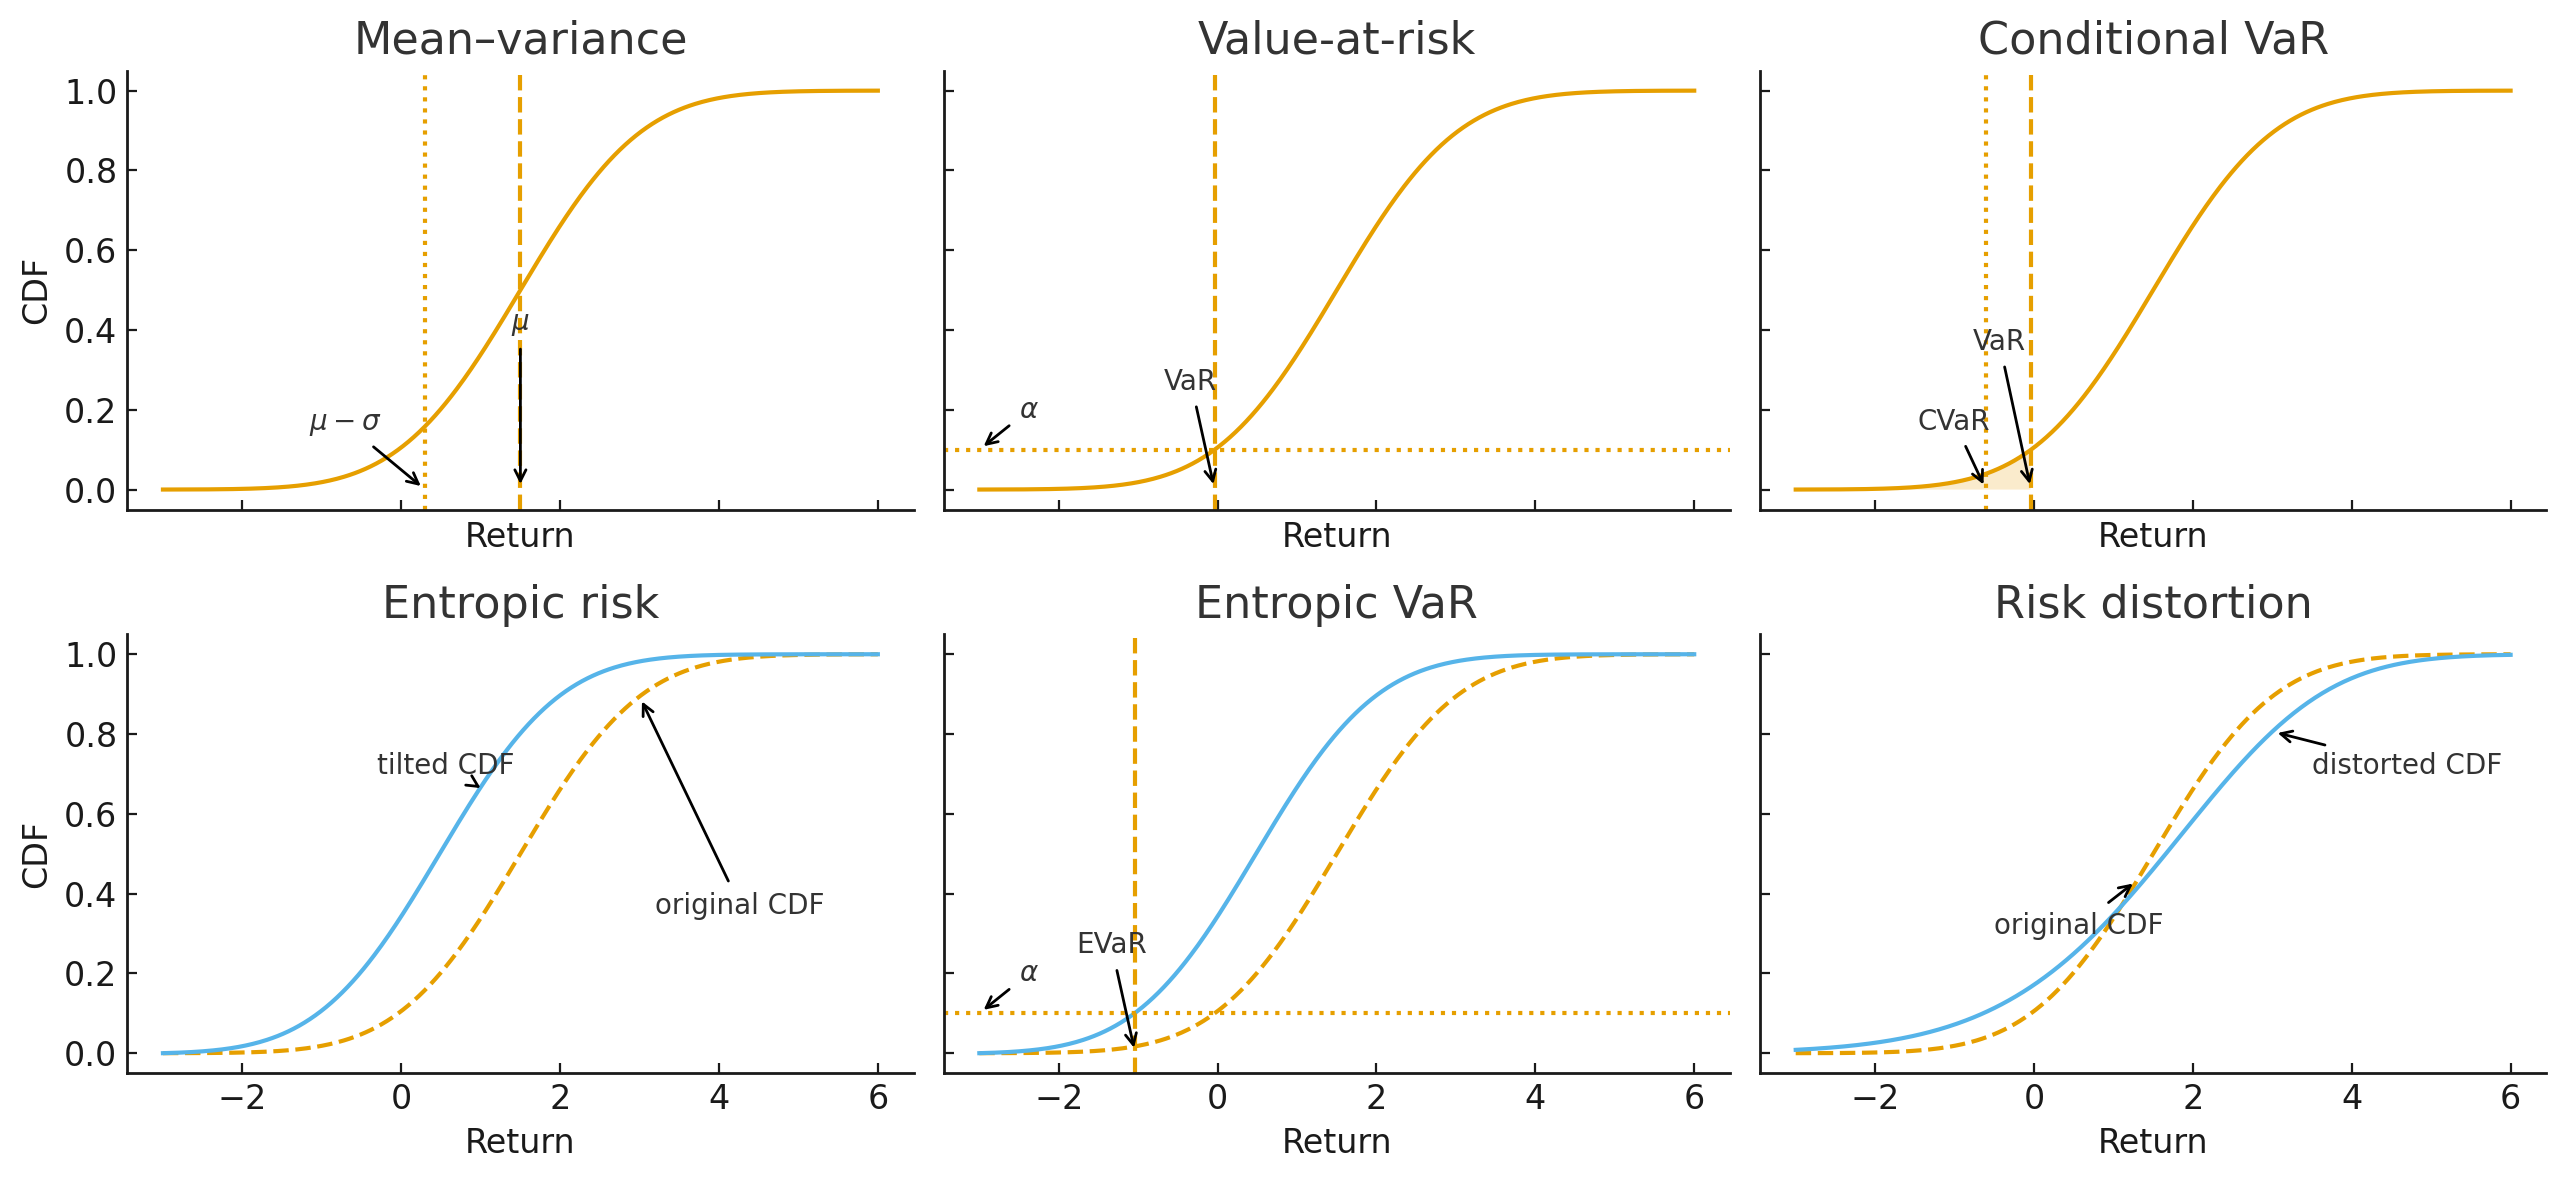 Mean–variance
1.0
0.8
0.6
0.4
0.2
0.0
CDF
μ
μ − σ
Return
Value-at-risk
VaR
α
Return
Conditional VaR
VaR
CVaR
Return
Entropic risk
1.0
0.8
0.6
0.4
0.2
0.0
CDF
tilted CDF
original CDF
−2 0 2 4 6
Return
Entropic VaR
EVaR
α
−2 0 2 4 6
Return
Risk distortion
distorted CDF
original CDF
−2 0 2 4 6
Return